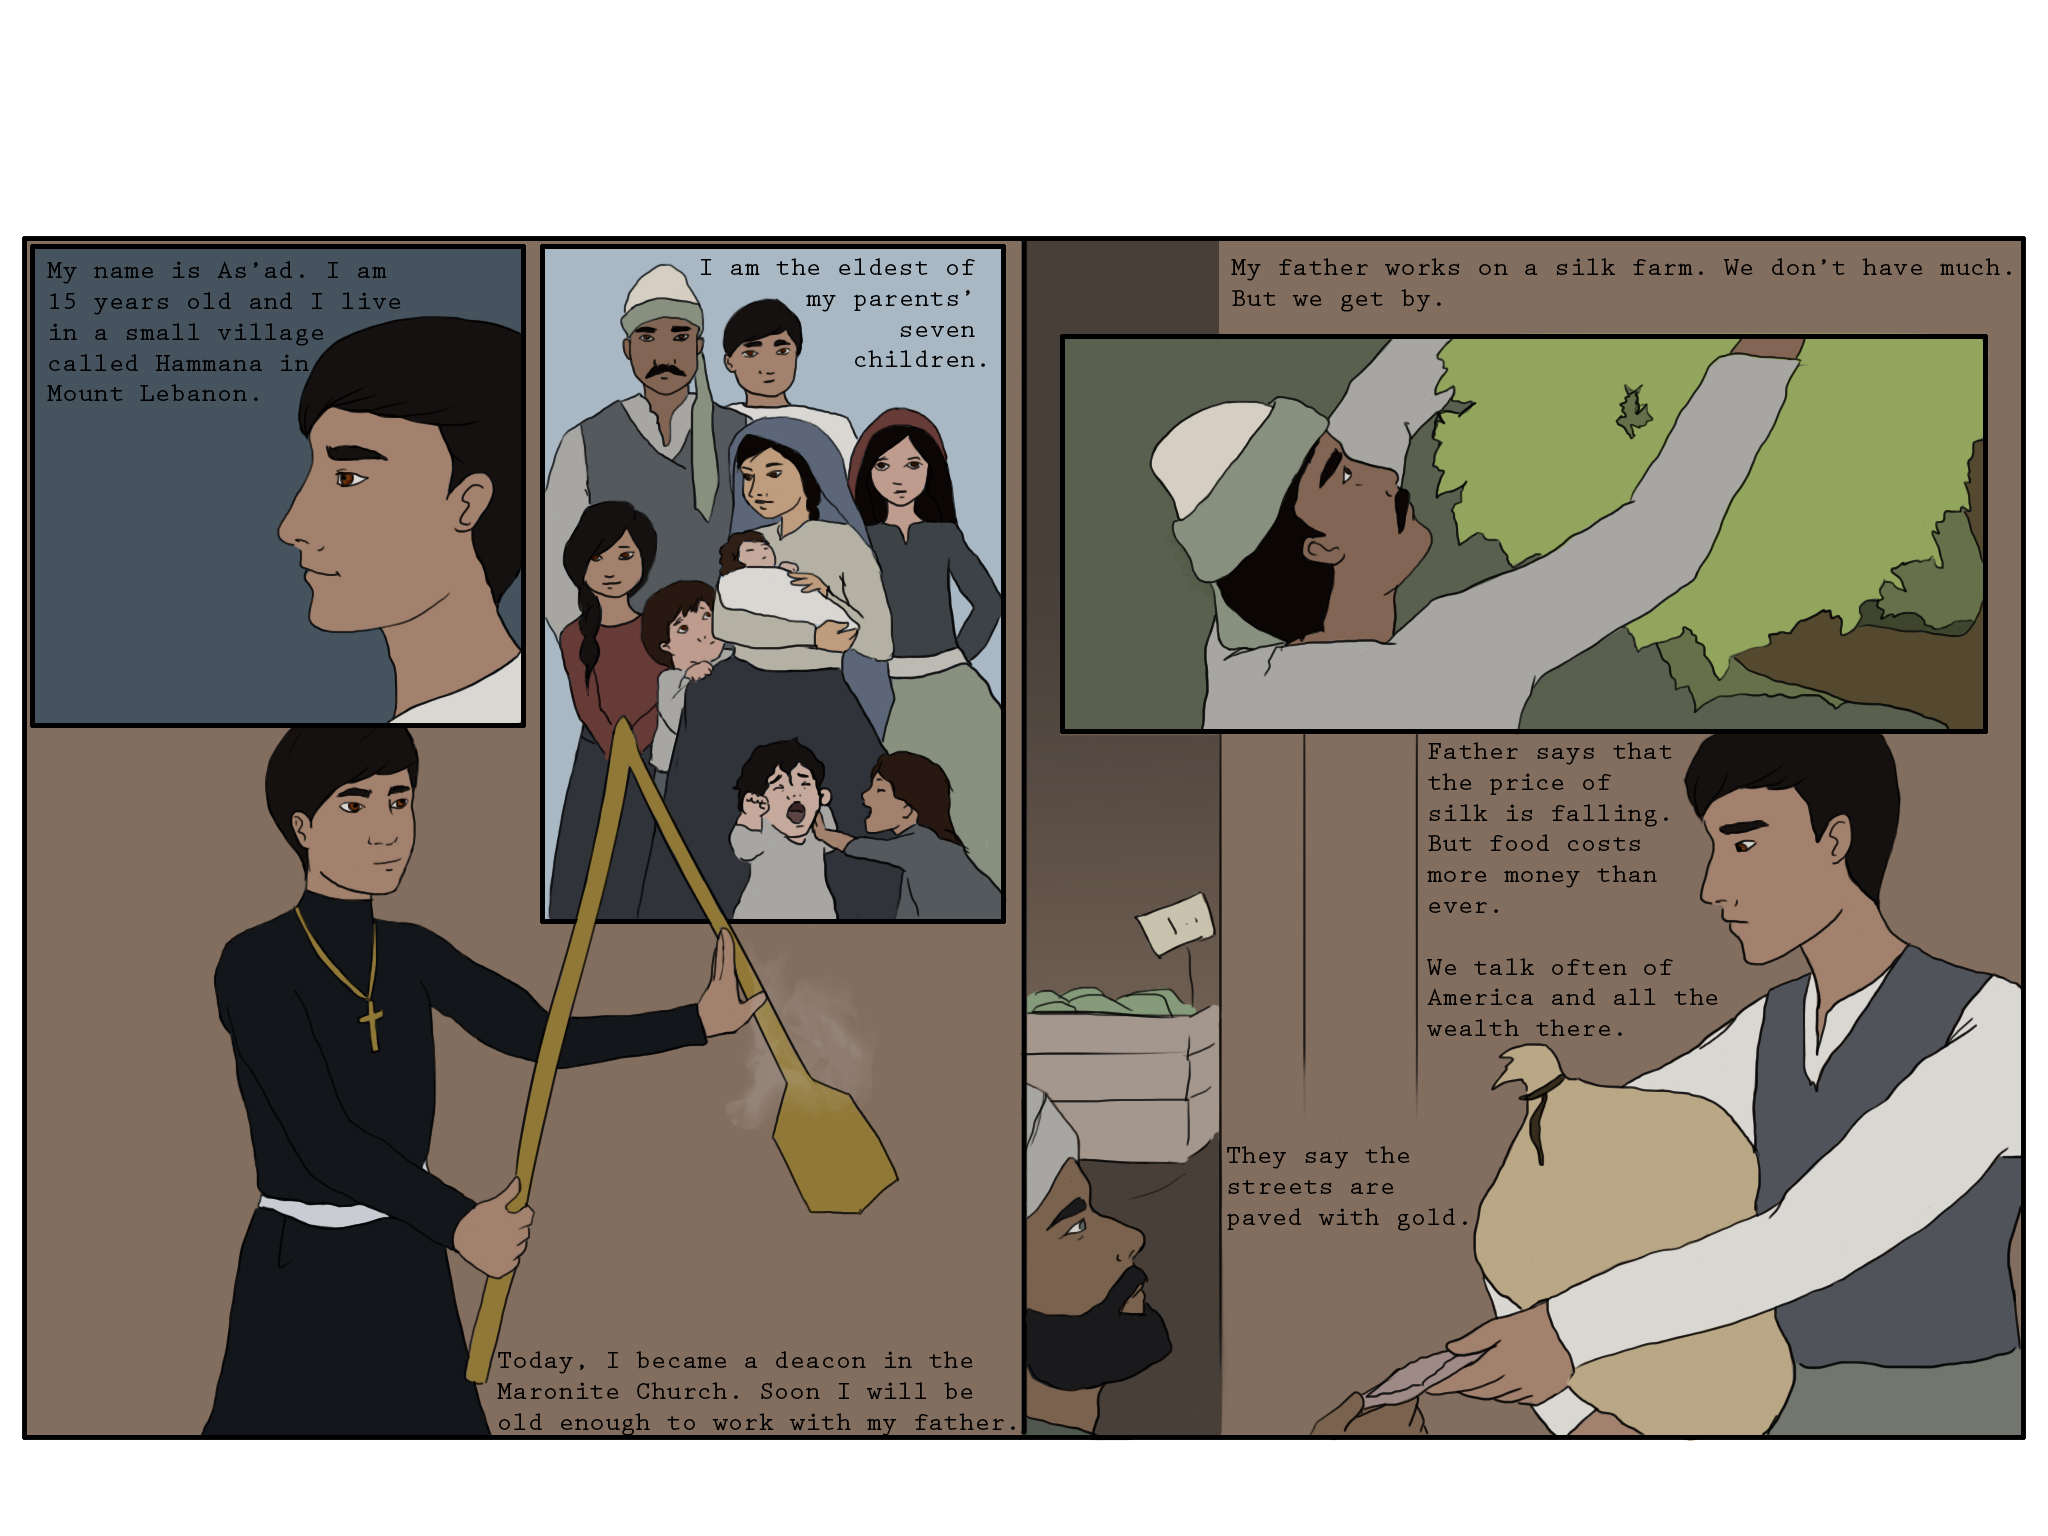 My name is As'ad. I am
15 years old and I live
in a small village
called Hammana in
Mount Lebanon.
I am the eldest of
my parents'
seven
children.
Today, I became a deacon in the
Maronite Church. Soon I will be
old enough to work with my father.
My father works on a silk farm. We don't have much.
But we get by.
Father says that
the price of
silk is falling.
But food costs
more money than
ever.
We talk often of
America and all the
wealth there.
They say the
streets are
paved with gold.